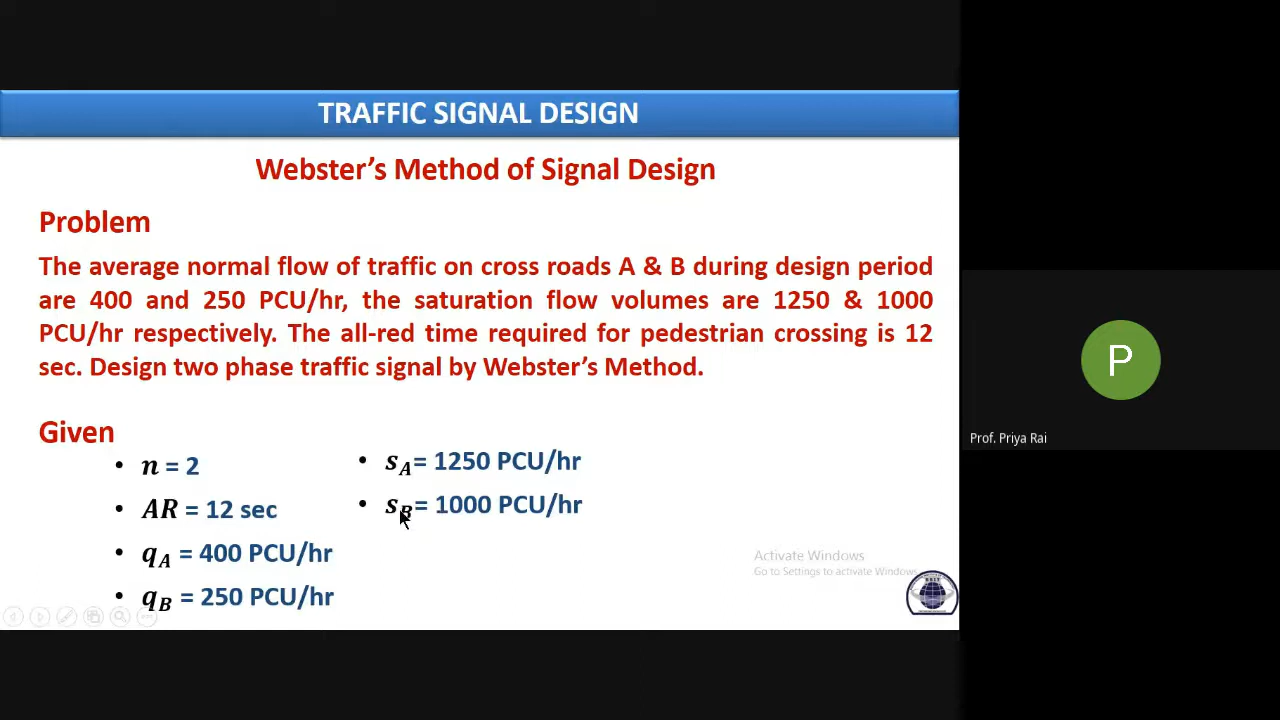 TRAFFIC SIGNAL DESIGN
Webster's Method of Signal Design
Problem
The average normal flow of traffic on cross roads A & B during design period
are 400 and 250 PCU/hr, the saturation flow volumes are 1250 & 1000
PCU/hr respectively. The all-red time required for pedestrian crossing is 12
sec. Design two phase traffic signal by Webster's Method.
Given
• n = 2
• AR = 12 sec
• q_A = 400 PCU/hr
• q_B = 250 PCU/hr
• s_A= 1250 PCU/hr
• s_B= 1000 PCU/hr
Activate Windows
Go to Settings to activate Windows.
P
Prof. Priya Rai